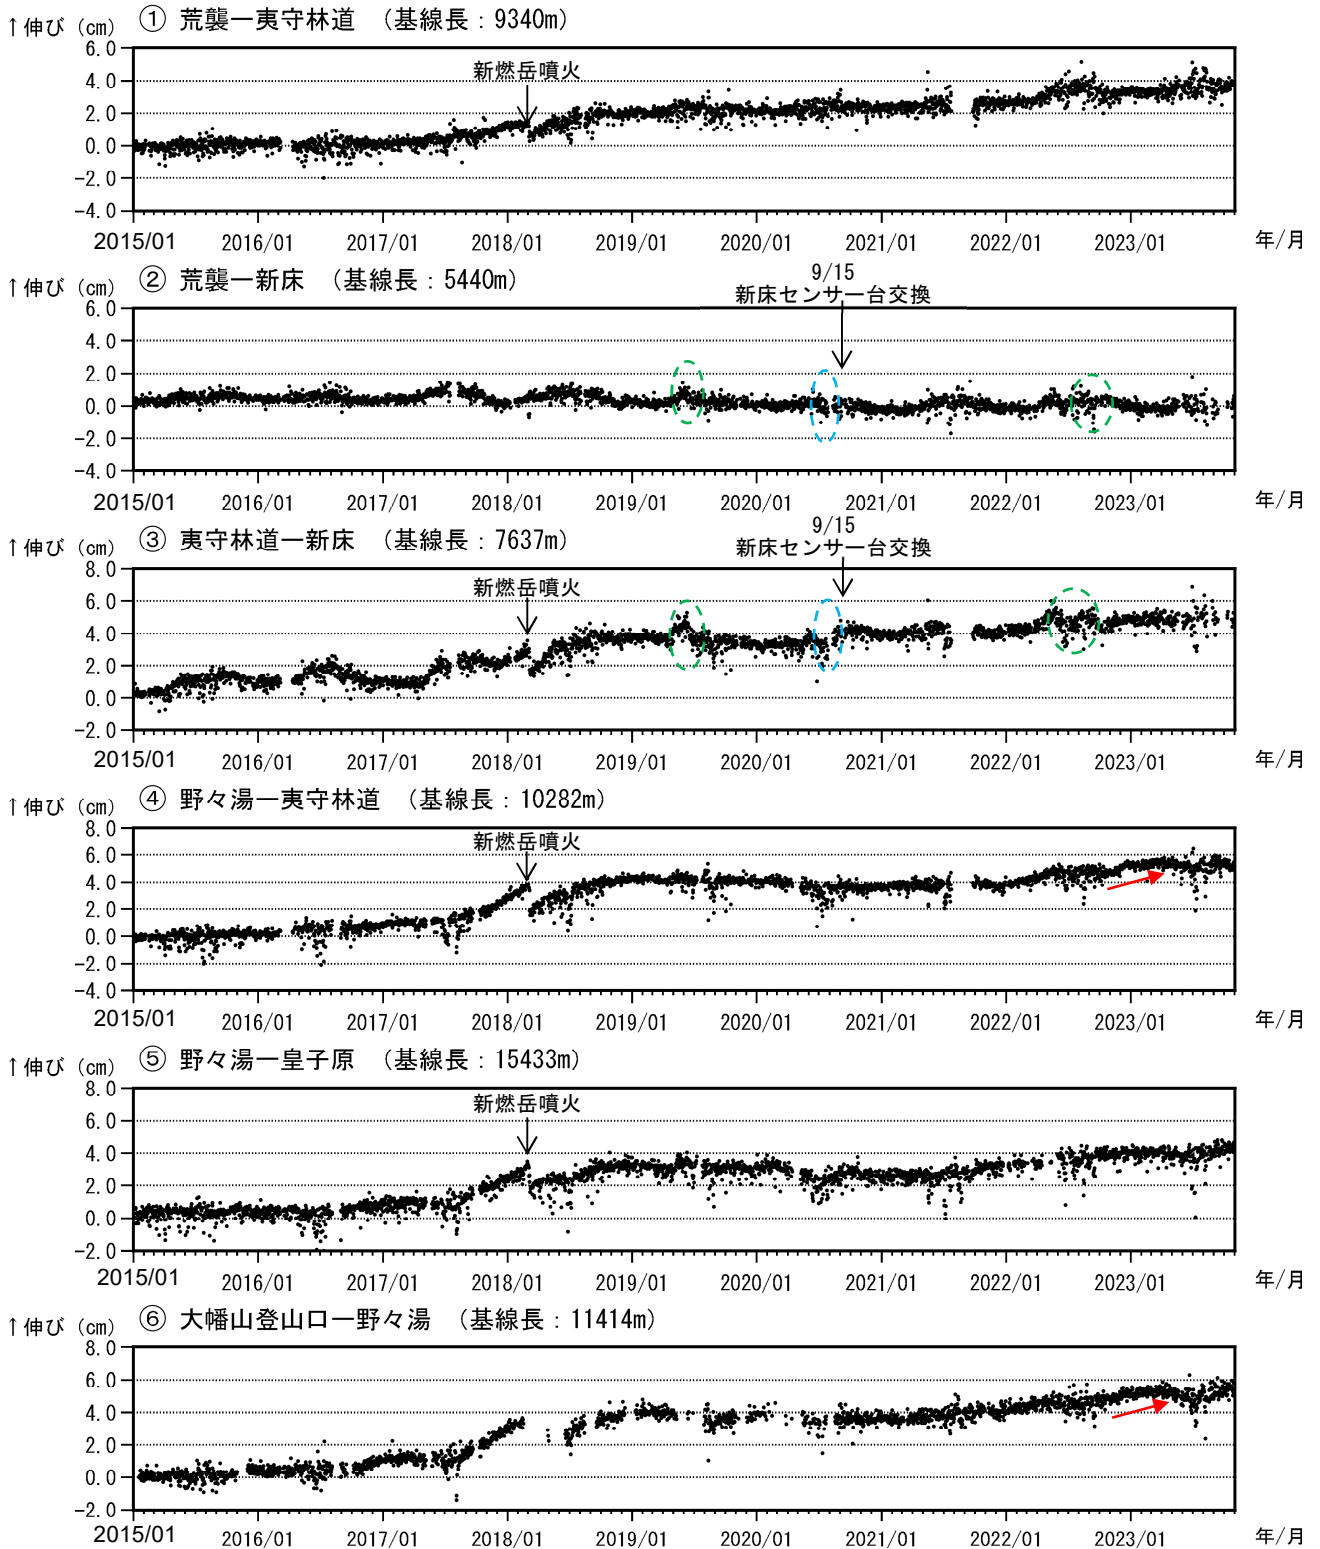 ↑伸び (cm) ① 荒襲ー夷守林道 (基線長:9340m)
新燃岳噴火
6.0
4.0
2.0
0.0
-2.0
-4.0
2015/01 2016/01 2017/01 2018/01 2019/01 2020/01 2021/01 2022/01 2023/01 年/月
↑伸び (cm) ② 荒襲ー新床 (基線長:5440m)
9/15
新床センサー台交換
6.0
4.0
2.0
0.0
-2.0
-4.0
2015/01 2016/01 2017/01 2018/01 2019/01 2020/01 2021/01 2022/01 2023/01 年/月
↑伸び (cm) ③ 夷守林道ー新床 (基線長:7637m)
9/15
新床センサー台交換
新燃岳噴火
8.0
6.0
4.0
2.0
0.0
-2.0
2015/01 2016/01 2017/01 2018/01 2019/01 2020/01 2021/01 2022/01 2023/01 年/月
↑伸び (cm) ④ 野々湯ー夷守林道 (基線長:10282m)
新燃岳噴火
8.0
6.0
4.0
2.0
0.0
-2.0
-4.0
2015/01 2016/01 2017/01 2018/01 2019/01 2020/01 2021/01 2022/01 2023/01 年/月
↑伸び (cm) ⑤ 野々湯ー皇子原 (基線長:15433m)
新燃岳噴火
8.0
6.0
4.0
2.0
0.0
-2.0
2015/01 2016/01 2017/01 2018/01 2019/01 2020/01 2021/01 2022/01 2023/01 年/月
↑伸び (cm) ⑥ 大幡山登山口ー野々湯 (基線長:11414m)
8.0
6.0
4.0
2.0
0.0
-2.0
2015/01 2016/01 2017/01 2018/01 2019/01 2020/01 2021/01 2022/01 2023/01 年/月